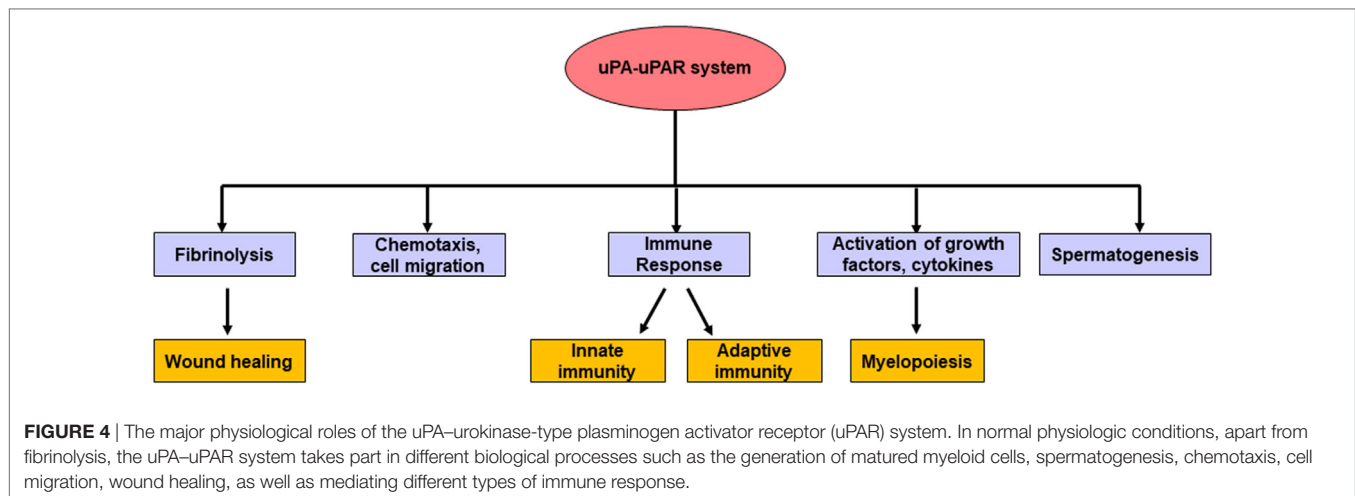 uPA-uPAR system
Fibrinolysis
Chemotaxis,
cell migration
Immune
Response
Activation of growth
factors, cytokines
Spermatogenesis
Wound healing
Innate
immunity
Adaptive
immunity
Myelopoiesis
FIGURE 4 | The major physiological roles of the uPA–urokinase-type plasminogen activator receptor (uPAR) system. In normal physiologic conditions, apart from
fibrinolysis, the uPA–uPAR system takes part in different biological processes such as the generation of matured myeloid cells, spermatogenesis, chemotaxis, cell
migration, wound healing, as well as mediating different types of immune response.